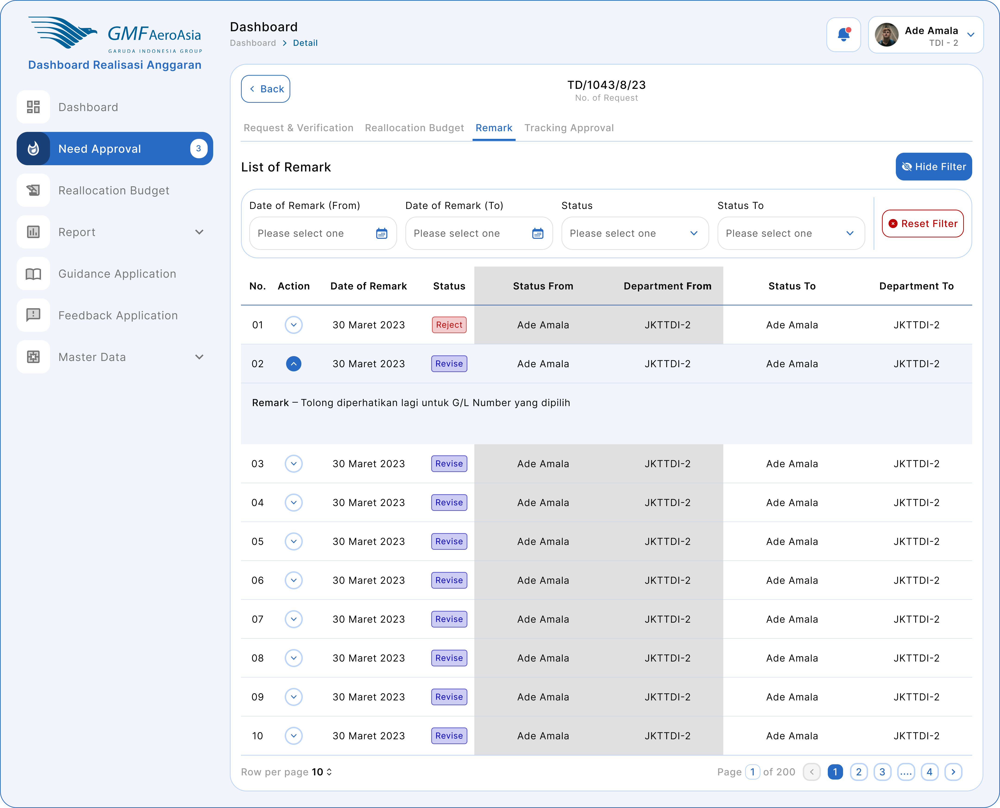 GMF AeroAsia
GARUDA INDONESIA GROUP
Dashboard Realisasi Anggaran
Dashboard
Need Approval 3
Reallocation Budget
Report
Guidance Application
Feedback Application
Master Data
Dashboard
Dashboard > Detail
Ade Amala
TDI - 2
Back
TD/1043/8/23
No. of Request
Request & Verification Reallocation Budget Remark Tracking Approval
List of Remark
Hide Filter
Date of Remark (From) Date of Remark (To) Status Status To
Please select one Please select one Please select one Please select one
Reset Filter
No. Action Date of Remark Status Status From Department From Status To Department To
01 30 Maret 2023 Reject Ade Amala JKTTDI-2 Ade Amala JKTTDI-2
02 30 Maret 2023 Revise Ade Amala JKTTDI-2 Ade Amala JKTTDI-2
Remark – Tolong diperhatikan lagi untuk G/L Number yang dipilih
03 30 Maret 2023 Revise Ade Amala JKTTDI-2 Ade Amala JKTTDI-2
04 30 Maret 2023 Revise Ade Amala JKTTDI-2 Ade Amala JKTTDI-2
05 30 Maret 2023 Revise Ade Amala JKTTDI-2 Ade Amala JKTTDI-2
06 30 Maret 2023 Revise Ade Amala JKTTDI-2 Ade Amala JKTTDI-2
07 30 Maret 2023 Revise Ade Amala JKTTDI-2 Ade Amala JKTTDI-2
08 30 Maret 2023 Revise Ade Amala JKTTDI-2 Ade Amala JKTTDI-2
09 30 Maret 2023 Revise Ade Amala JKTTDI-2 Ade Amala JKTTDI-2
10 30 Maret 2023 Revise Ade Amala JKTTDI-2 Ade Amala JKTTDI-2
Row per page 10
Page 1 of 200 1 2 3 .... 4